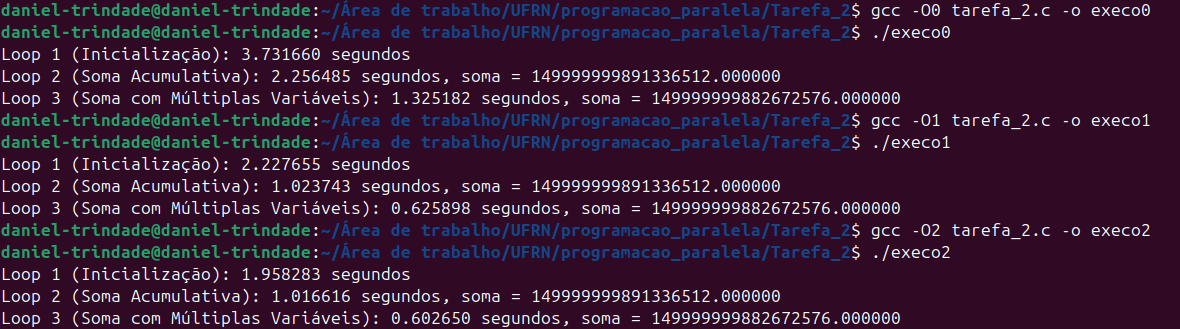 daniel-trindade@daniel-trindade:~/Área de trabalho/UFRN/programacao_paralela/Tarefa_2$ gcc -O0 tarefa_2.c -o execo0
daniel-trindade@daniel-trindade:~/Área de trabalho/UFRN/programacao_paralela/Tarefa_2$ ./execo0
Loop 1 (Inicialização): 3.731660 segundos
Loop 2 (Soma Acumulativa): 2.256485 segundos, soma = 149999999891336512.000000
Loop 3 (Soma com Múltiplas Variáveis): 1.325182 segundos, soma = 149999999882672576.000000
daniel-trindade@daniel-trindade:~/Área de trabalho/UFRN/programacao_paralela/Tarefa_2$ gcc -O1 tarefa_2.c -o execo1
daniel-trindade@daniel-trindade:~/Área de trabalho/UFRN/programacao_paralela/Tarefa_2$ ./execo1
Loop 1 (Inicialização): 2.227655 segundos
Loop 2 (Soma Acumulativa): 1.023743 segundos, soma = 149999999891336512.000000
Loop 3 (Soma com Múltiplas Variáveis): 0.625898 segundos, soma = 149999999882672576.000000
daniel-trindade@daniel-trindade:~/Área de trabalho/UFRN/programacao_paralela/Tarefa_2$ gcc -O2 tarefa_2.c -o execo2
daniel-trindade@daniel-trindade:~/Área de trabalho/UFRN/programacao_paralela/Tarefa_2$ ./execo2
Loop 1 (Inicialização): 1.958283 segundos
Loop 2 (Soma Acumulativa): 1.016616 segundos, soma = 149999999891336512.000000
Loop 3 (Soma com Múltiplas Variáveis): 0.602650 segundos, soma = 149999999882672576.000000